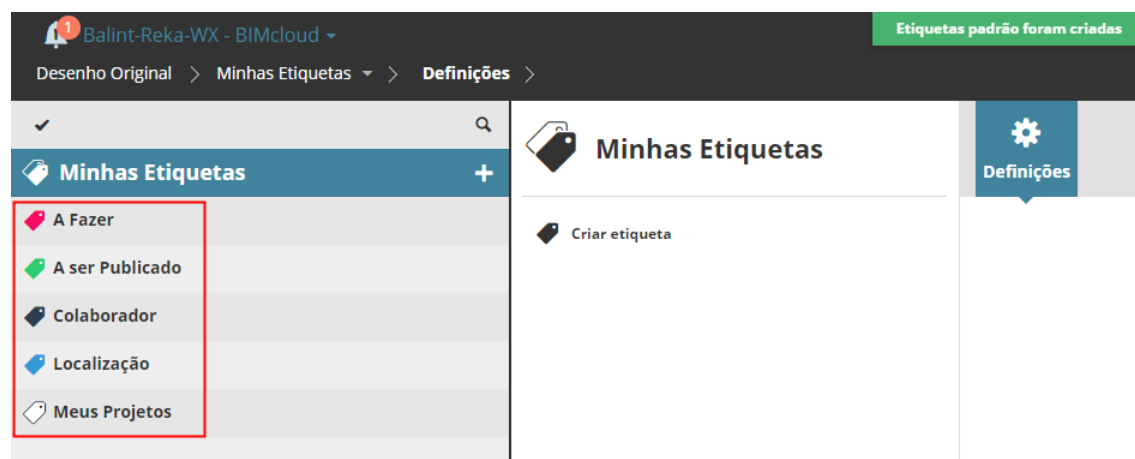 1
Balint-Reka-WX - BIMcloud
Etiquetas padrão foram criadas
Desenho Original > Minhas Etiquetas > Definições >
Minhas Etiquetas +
A Fazer
A ser Publicado
Colaborador
Localização
Meus Projetos
Minhas Etiquetas
Criar etiqueta
Definições